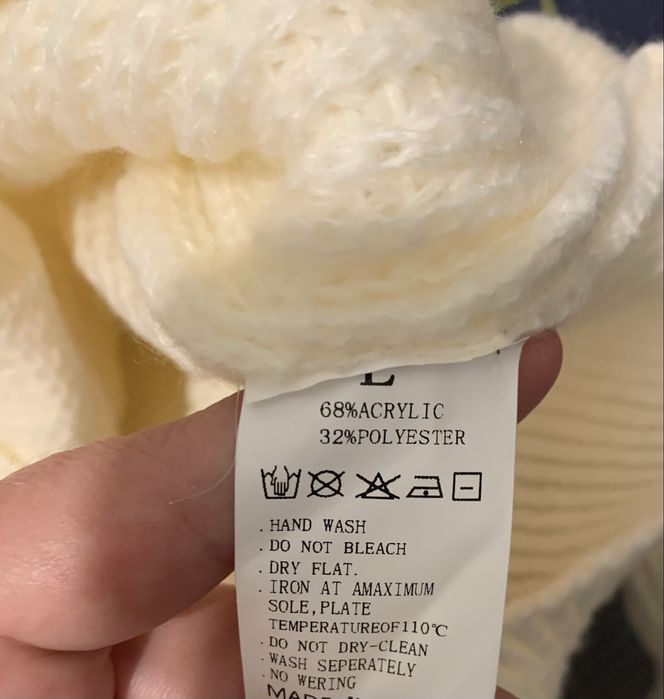 L
68%ACRYLIC
32%POLYESTER
.HAND WASH
.DO NOT BLEACH
.DRY FLAT.
.IRON AT AMAXIMUM
SOLE,PLATE
TEMPERATUREOF110℃
.DO NOT DRY-CLEAN
.WASH SEPERATELY
.NO WERING
MADE